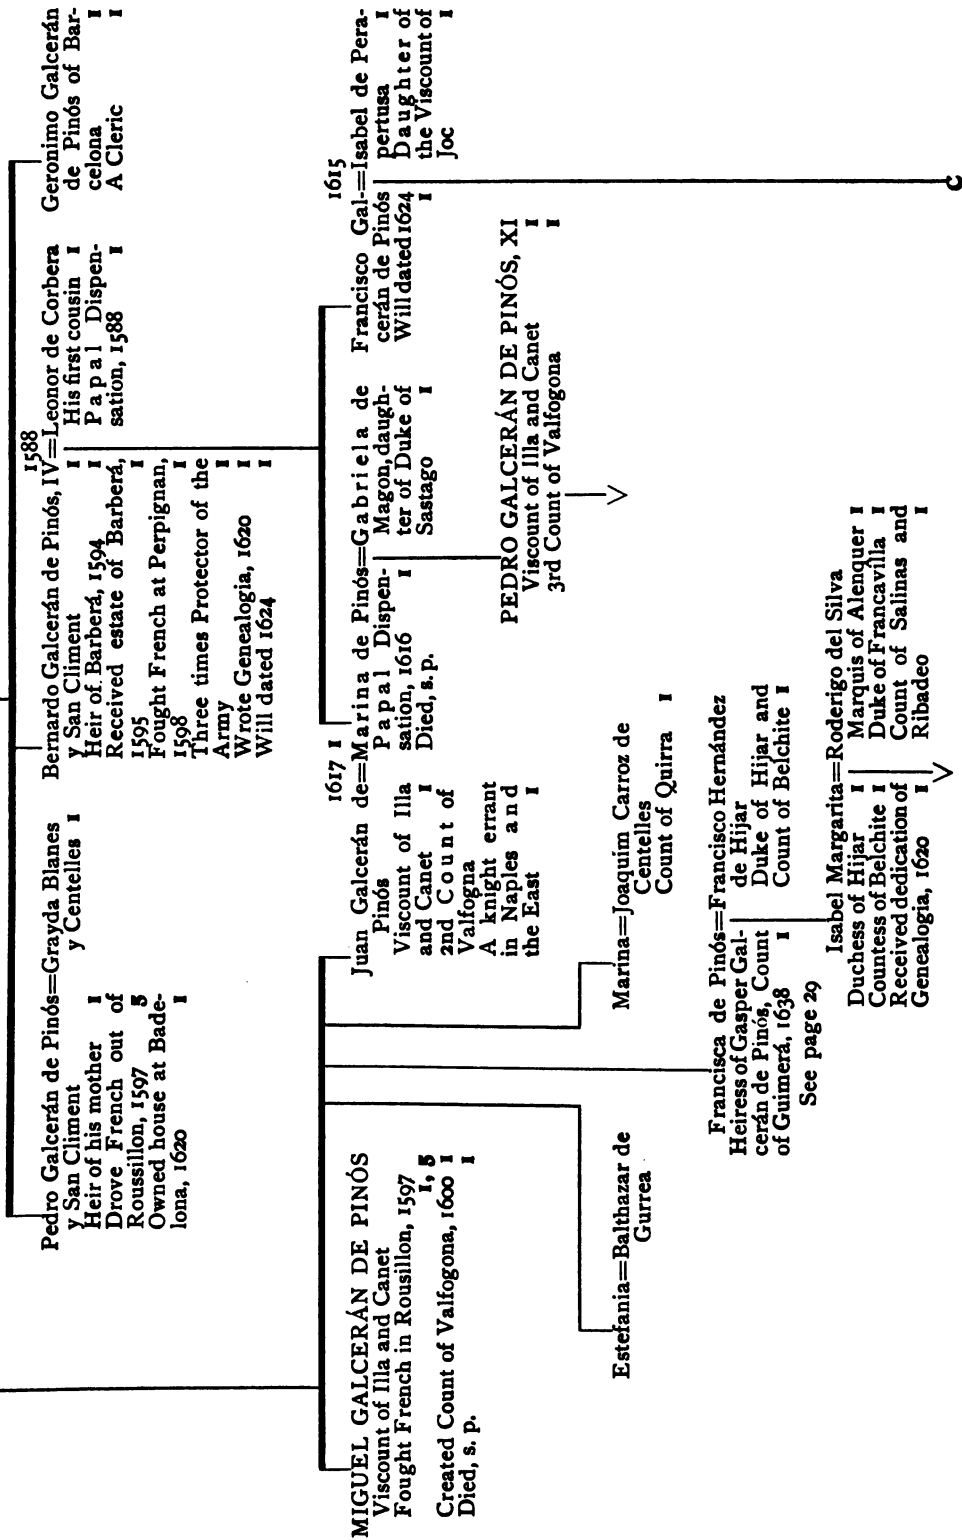 Pedro Galcerán de Pinós=Grayda Blanes
y San Climent y Centelles I
Heir of his mother I
Drove French out of
Roussillon, 1597 5
Owned house at Bade-
lona, 1620 I
1588
Bernardo Galcerán de Pinós, IV=Leonor de Corbera
y San Climent I
Heir of Barberá, 1594 I
Received estate of Barberá,
1595 I
Fought French at Perpignan,
1598 I
Three times Protector of the
Army I
Wrote Genealogia, 1620 I
Will dated 1624 I
His first cousin I
Papal Dispen-
sation, 1588 I
Geronimo Galcerán
de Pinós of Bar-
celona I
A Cleric I
MIGUEL GALCERÁN DE PINÓS
Viscount of Illa and Canet
Fought French in Rousillon, 1597
1, 5
Created Count of Valfogona, 1600 I
Died, s. p. I
1617 I
Juan Galcerán de=Marina de Pinós=Gabriela de
Pinós
Viscount of Illa
and Canet I
2nd Count of
Valfogna
A knight errant
in Naples and
the East I
Papal Dispen-
sation, 1616 I
Died, s.p.
Magon, daugh-
ter of Duke of
Sastago I
1615
Francisco Gal-=Isabel de Pera-
cerán de Pinós
Will dated 1624
I
pertusa I
Daughter of
the Viscount of
Joc I
PEDRO GALCERÁN DE PINÓS, XI
Viscount of Illa and Canet I
3rd Count of Valfogona I
C
Estefania=Balthazar de
Gurrea
Marina=Joaquim Carroz de
Centelles
Count of Quirra I
Francisca de Pinós=Francisco Hernández
Heiress of Gasper Gal-
cerán de Pinós, Count
of Guimerá, 1638 I
See page 29
de Hijar
Duke of Hijar and
Count of Belchite I
Isabel Margarita=Roderigo del Silva
Duchess of Hijar I
Countess of Belchite I
Received dedication of
Genealogia, 1620 I
Marquis of Alenquer I
Duke of Francavilla I
Count of Salinas and
Ribadeo I